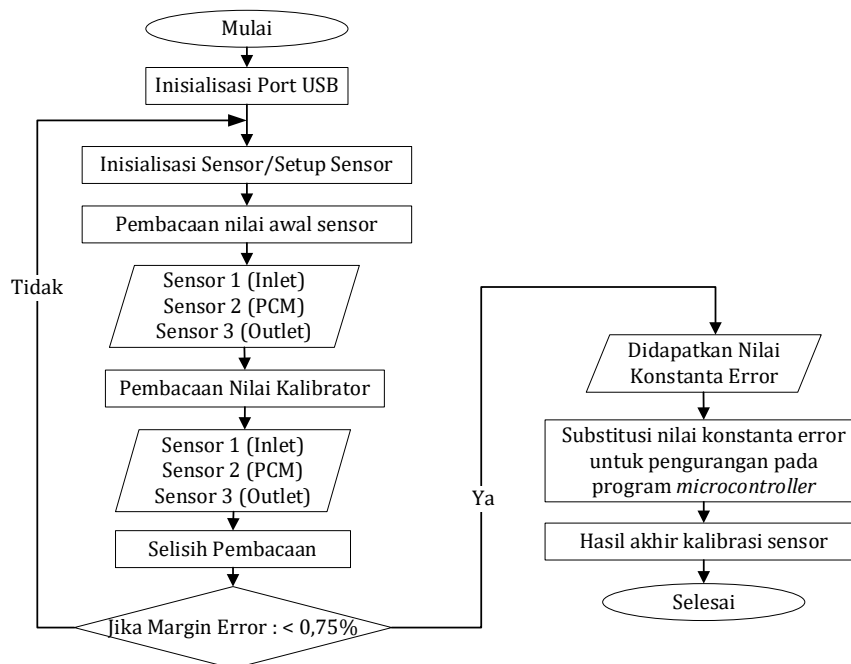 Mulai
Inisialisasi Port USB
Inisialisasi Sensor/Setup Sensor
Pembacaan nilai awal sensor
Tidak
Sensor 1 (Inlet)
Sensor 2 (PCM)
Sensor 3 (Outlet)
Pembacaan Nilai Kalibrator
Sensor 1 (Inlet)
Sensor 2 (PCM)
Sensor 3 (Outlet)
Selisih Pembacaan
Jika Margin Error : < 0,75%
Ya
Didapatkan Nilai
Konstanta Error
Substitusi nilai konstanta error
untuk pengurangan pada
program microcontroller
Hasil akhir kalibrasi sensor
Selesai